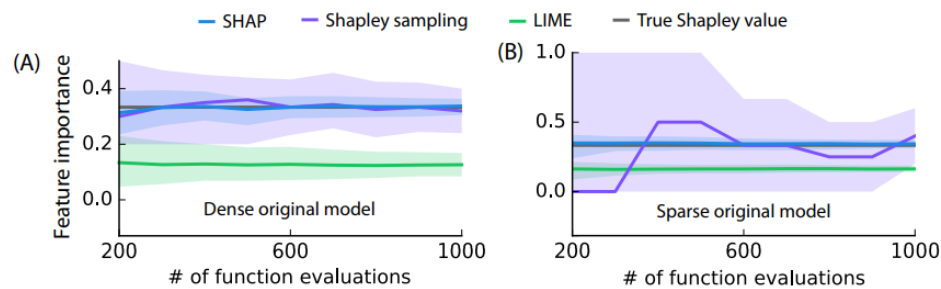 SHAP Shapley sampling LIME True Shapley value
(A)
Feature importance
0.4
0.2
0.0
Dense original model
200 600 1000
# of function evaluations
(B)
1.0
0.5
0.0
Sparse original model
200 600 1000
# of function evaluations